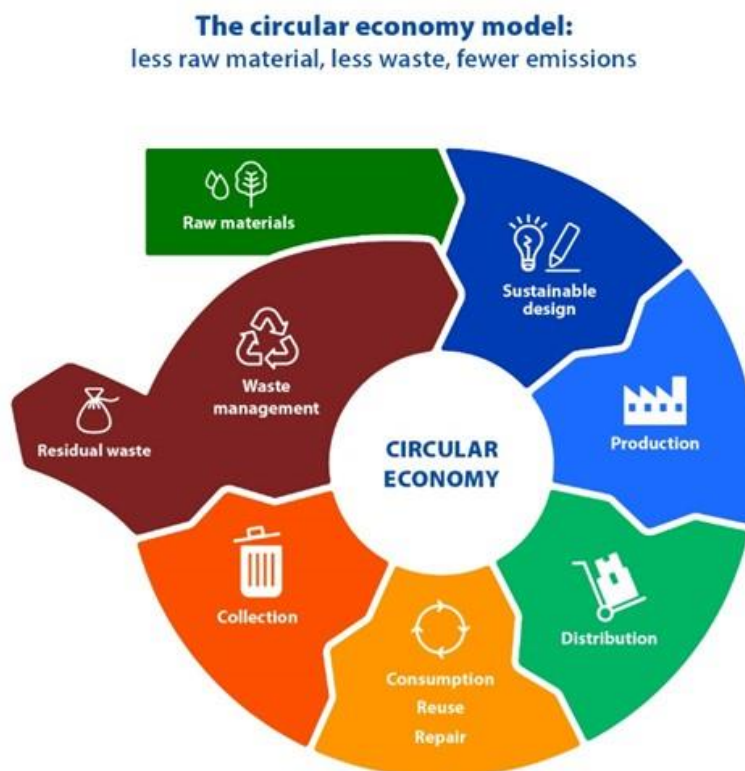 The circular economy model:
less raw material, less waste, fewer emissions
Raw materials
Sustainable
design
Production
Distribution
Consumption
Reuse
Repair
Collection
Waste
management
Residual waste
CIRCULAR
ECONOMY